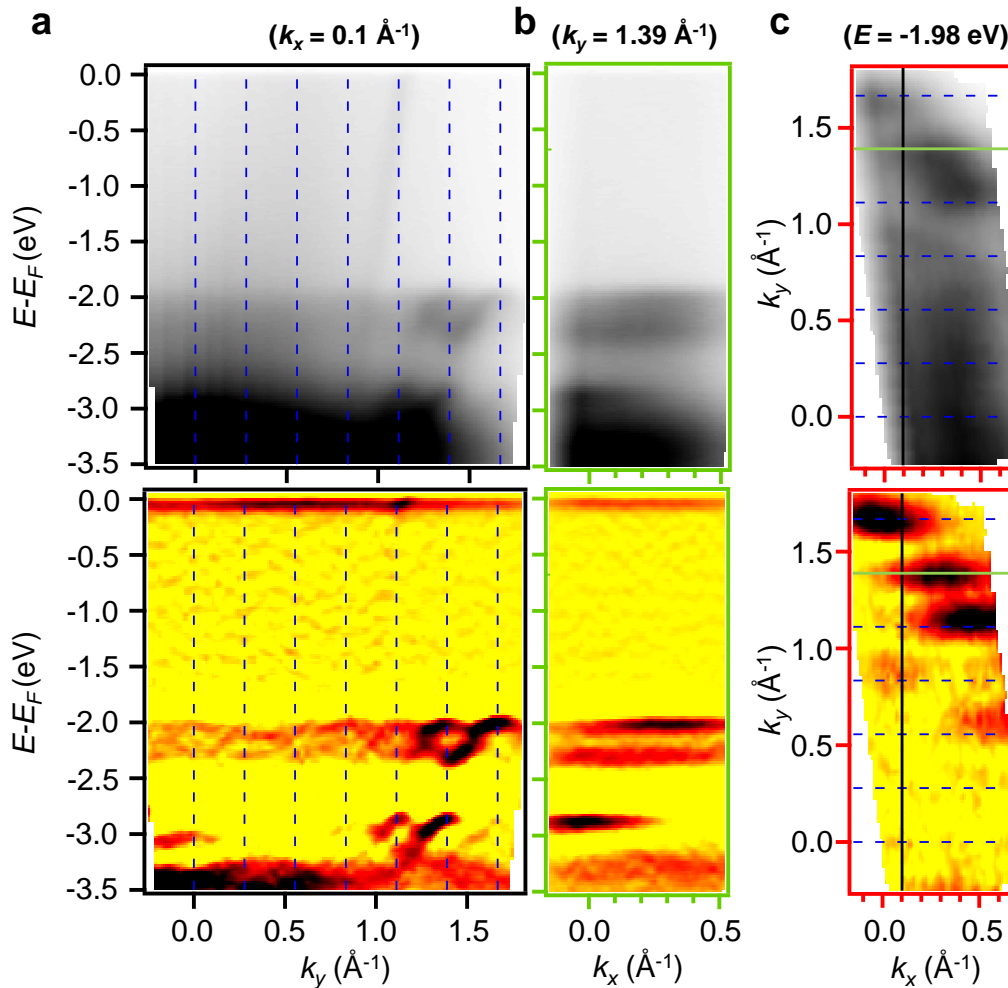 a
(kx = 0.1 Å-1)
b
(ky = 1.39 Å-1)
c
(E = -1.98 eV)
E-EF (eV)
0.0
-0.5
-1.0
-1.5
-2.0
-2.5
-3.0
-3.5
ky (Å-1)
1.5
1.0
0.5
0.0
E-EF (eV)
0.0
-0.5
-1.0
-1.5
-2.0
-2.5
-3.0
-3.5
0.0 0.5 1.0 1.5
ky (Å-1)
0.0 0.5
kx (Å-1)
ky (Å-1)
1.5
1.0
0.5
0.0
0.0 0.5
kx (Å-1)